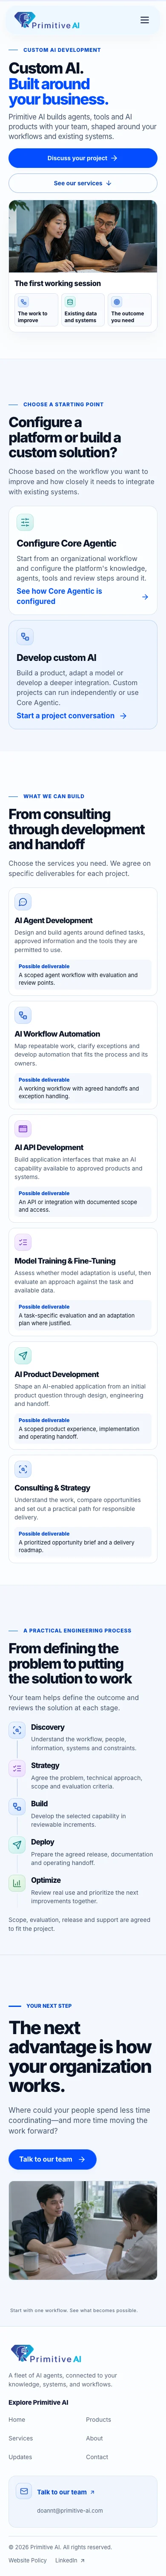 Primitive AI
CUSTOM AI DEVELOPMENT
Custom AI.
Built around
your business.
Primitive AI builds agents, tools and AI
products with your team, shaped around your
workflows and existing systems.
Discuss your project
See our services
The first working session
The work to
improve
Existing data
and systems
The outcome
you need
CHOOSE A STARTING POINT
Configure a
platform or build a
custom solution?
Choose based on the workflow you want to
improve and how closely it needs to integrate
with existing systems.
Configure Core Agentic
Start from an organizational workflow
and configure the platform's knowledge,
agents, tools and review steps around it.
See how Core Agentic is
configured
Develop custom AI
Build a product, adapt a model or
develop a deeper integration. Custom
projects can run independently or use
Core Agentic.
Start a project conversation
WHAT WE CAN BUILD
From consulting
through development
and handoff
Choose the services you need. We agree on
specific deliverables for each project.
AI Agent Development
Design and build agents around defined tasks,
approved information and the tools they are
permitted to use.
Possible deliverable
A scoped agent workflow with evaluation and
review points.
AI Workflow Automation
Map repeatable work, clarify exceptions and
develop automation that fits the process and its
owners.
Possible deliverable
A working workflow with agreed handoffs and
exception handling.
AI API Development
Build application interfaces that make an AI
capability available to approved products and
systems.
Possible deliverable
An API or integration with documented scope
and access.
Model Training & Fine-Tuning
Assess whether model adaptation is useful, then
evaluate an approach against the task and
available data.
Possible deliverable
A task-specific evaluation and an adaptation
plan where justified.
AI Product Development
Shape an AI-enabled application from an initial
product question through design, engineering
and handoff.
Possible deliverable
A scoped product experience, implementation
and operating handoff.
Consulting & Strategy
Understand the work, compare opportunities
and set out a practical path for responsible
delivery.
Possible deliverable
A prioritized opportunity brief and a delivery
roadmap.
A PRACTICAL ENGINEERING PROCESS
From defining the
problem to putting
the solution to work
Your team helps define the outcome and
reviews the solution at each stage.
Discovery
Understand the workflow, people,
information, systems and constraints.
Strategy
Agree the problem, technical approach,
scope and evaluation criteria.
Build
Develop the selected capability in
reviewable increments.
Deploy
Prepare the agreed release, documentation
and operating handoff.
Optimize
Review real use and prioritize the next
improvements together.
Scope, evaluation, release and support are agreed
to fit the project.
YOUR NEXT STEP
The next
advantage is how
your organization
works.
Where could your people spend less time
coordinating—and more time moving the
work forward?
Talk to our team
Start with one workflow. See what becomes possible.
Primitive AI
A fleet of AI agents, connected to your
knowledge, systems, and workflows.
Explore Primitive AI
Home
Products
Services
About
Updates
Contact
Talk to our team
doannt@primitive-ai.com
© 2026 Primitive AI. All rights reserved.
Website Policy
LinkedIn